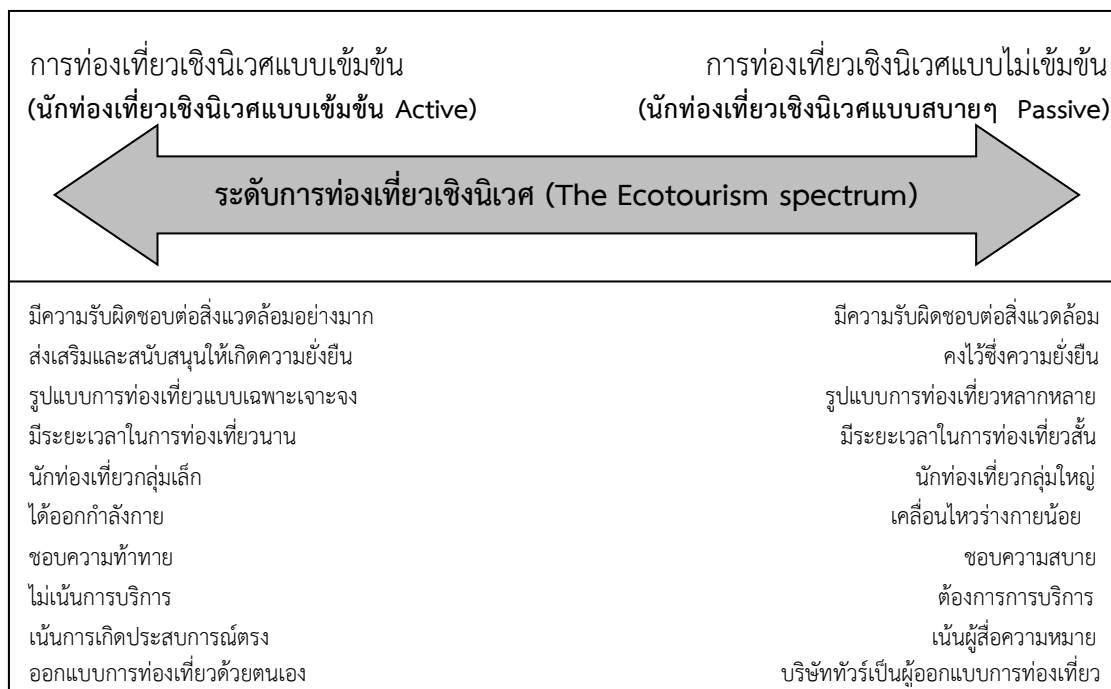 การท่องเที่ยวเชิงนิเวศแบบเข้มข้น การท่องเที่ยวเชิงนิเวศแบบไม่เข้มข้น
(นักท่องเที่ยวเชิงนิเวศแบบเข้มข้น Active) (นักท่องเที่ยวเชิงนิเวศแบบสบายๆ Passive)
ระดับการท่องเที่ยวเชิงนิเวศ (The Ecotourism spectrum)
มีความรับผิดชอบต่อสิ่งแวดล้อมอย่างมาก มีความรับผิดชอบต่อสิ่งแวดล้อม
ส่งเสริมและสนับสนุนให้เกิดความยั่งยืน คงไว้ซึ่งความยั่งยืน
รูปแบบการท่องเที่ยวแบบเฉพาะเจาะจง รูปแบบการท่องเที่ยวหลากหลาย
มีระยะเวลาในการท่องเที่ยวนาน มีระยะเวลาในการท่องเที่ยวสั้น
นักท่องเที่ยวกลุ่มเล็ก นักท่องเที่ยวกลุ่มใหญ่
ได้ออกกำลังกาย เคลื่อนไหวร่างกายน้อย
ชอบความท้าทาย ชอบความสบาย
ไม่เน้นการบริการ ต้องการการบริการ
เน้นการเกิดประสบการณ์ตรง เน้นผู้สื่อความหมาย
ออกแบบการท่องเที่ยวด้วยตนเอง บริษัททัวร์เป็นผู้ออกแบบการท่องเที่ยว